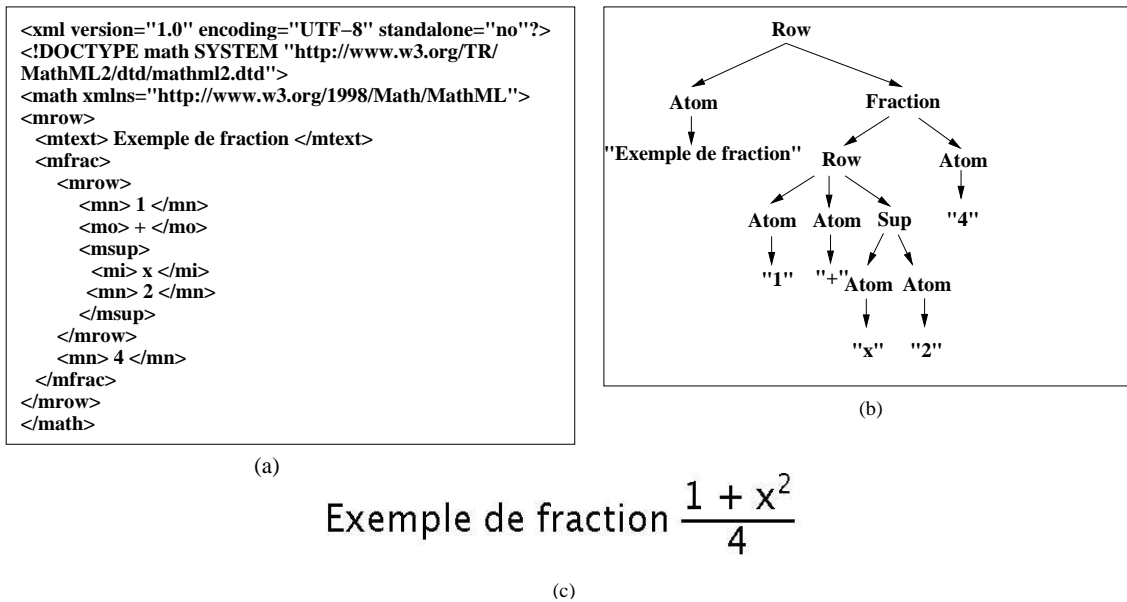 <xml version="1.0" encoding="UTF−8" standalone="no"?>
<!DOCTYPE math SYSTEM "http://www.w3.org/TR/
MathML2/dtd/mathml2.dtd">
<math xmlns="http://www.w3.org/1998/Math/MathML">
<mrow>
<mtext> Exemple de fraction </mtext>
<mfrac>
<mrow>
<mn> 1 </mn>
<mo> + </mo>
<msup>
<mi> x </mi>
<mn> 2 </mn>
</msup>
</mrow>
<mn> 4 </mn>
</mfrac>
</mrow>
</math>
(a)
Row
Atom Fraction
"Exemple de fraction" Row Atom
Atom Atom Sup "4"
"1" "+" Atom Atom
"x" "2"
(b)
Exemple de fraction 1 + x²
4
(c)